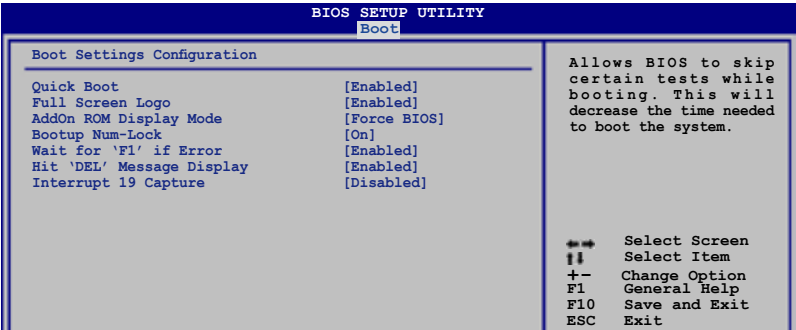 BIOS SETUP UTILITY
Boot
Boot Settings Configuration
Quick Boot [Enabled]
Full Screen Logo [Enabled]
AddOn ROM Display Mode [Force BIOS]
Bootup Num-Lock [On]
Wait for ‘F1’ if Error [Enabled]
Hit ‘DEL’ Message Display [Enabled]
Interrupt 19 Capture [Disabled]
Allows BIOS to skip
certain tests while
booting. This will
decrease the time needed
to boot the system.
←→ Select Screen
↑↓ Select Item
+- Change Option
F1 General Help
F10 Save and Exit
ESC Exit